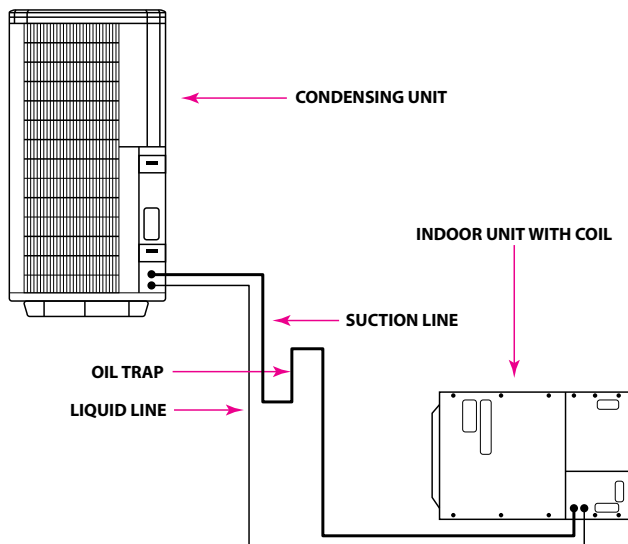 CONDENSING UNIT
INDOOR UNIT WITH COIL
SUCTION LINE
OIL TRAP
LIQUID LINE